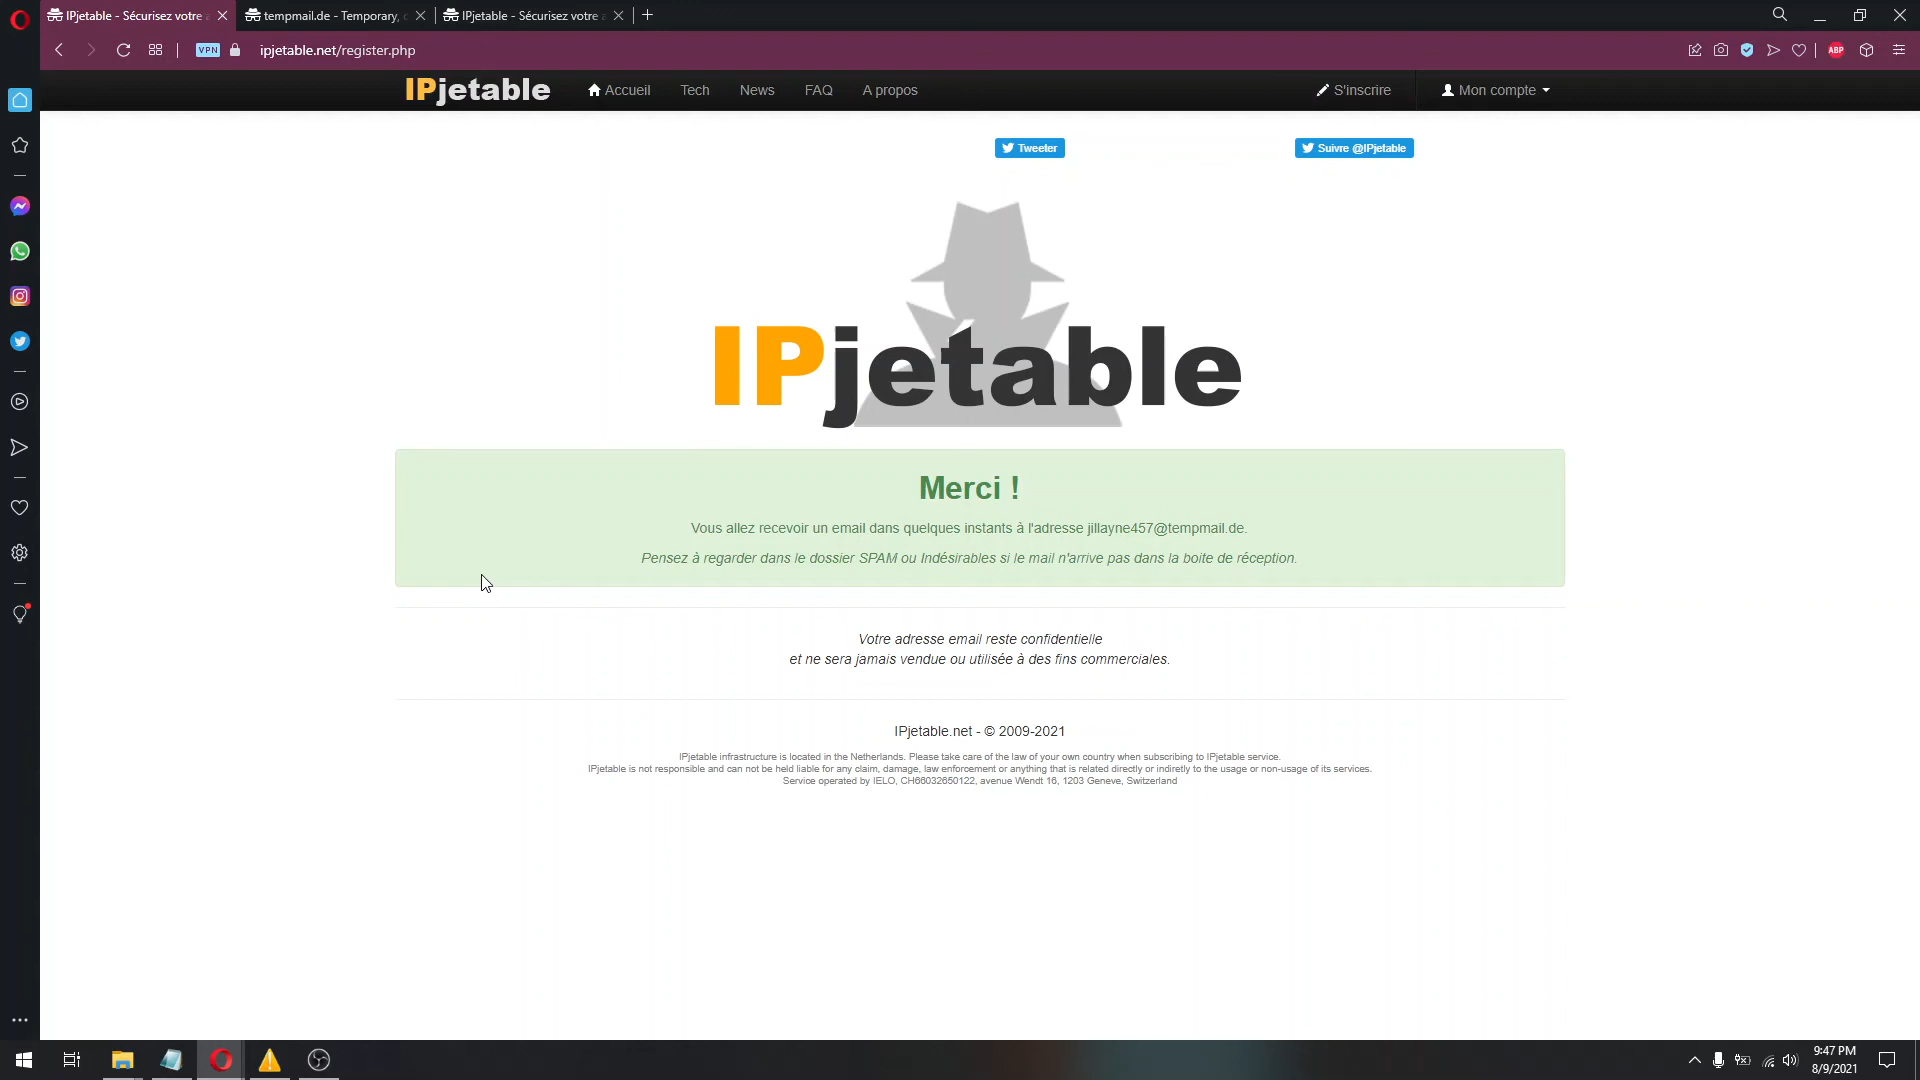 IPjetable - Sécurisez votre a
tempmail.de - Temporary,
IPjetable - Sécurisez votre a
VPN
ipjetable.net/register.php
ABP
IPjetable
Accueil
Tech
News
FAQ
A propos
S'inscrire
Mon compte
Tweeter
Suivre @IPjetable
IPjetable
Merci !
Vous allez recevoir un email dans quelques instants à l'adresse jillayne457@tempmail.de.
Pensez à regarder dans le dossier SPAM ou Indésirables si le mail n'arrive pas dans la boite de réception.
Votre adresse email reste confidentielle
et ne sera jamais vendue ou utilisée à des fins commerciales.
IPjetable.net - © 2009-2021
IPjetable infrastructure is located in the Netherlands. Please take care of the law of your own country when subscribing to IPjetable service.
IPjetable is not responsible and can not be held liable for any claim, damage, law enforcement or anything that is related directly or indiretly to the usage or non-usage of its services.
Service operated by IELO, CH66032650122, avenue Wendt 16, 1203 Geneve, Switzerland
9:47 PM
8/9/2021